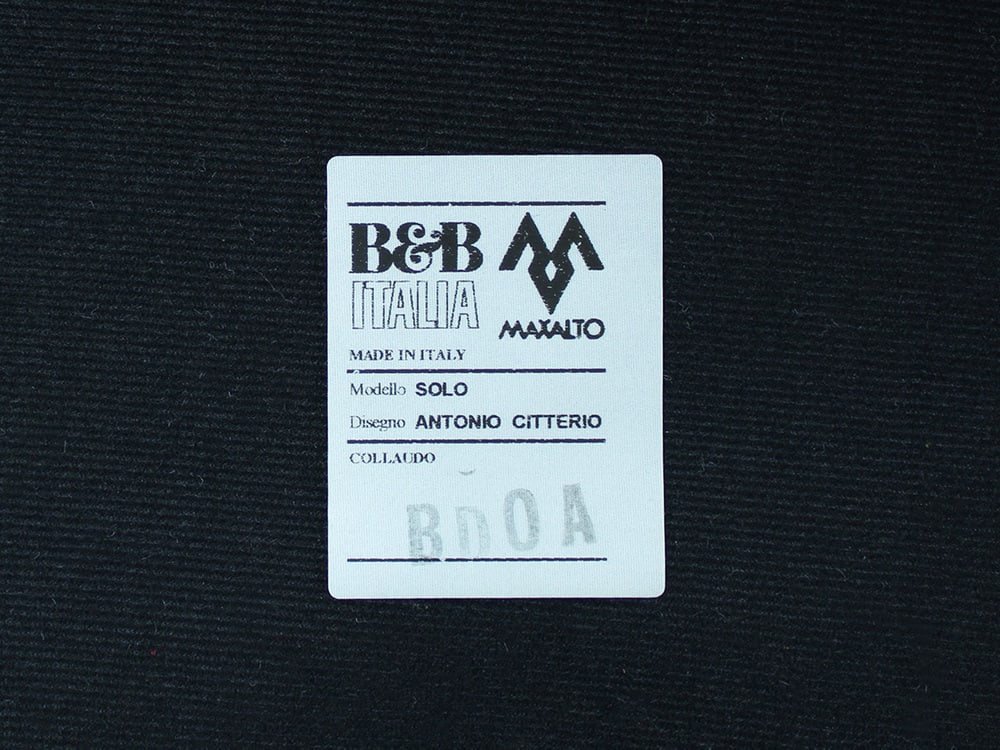 B&B
ITALIA
MAXALTO
MADE IN ITALY
Modello SOLO
Disegno ANTONIO CITTERIO
COLLAUDO
BDOA